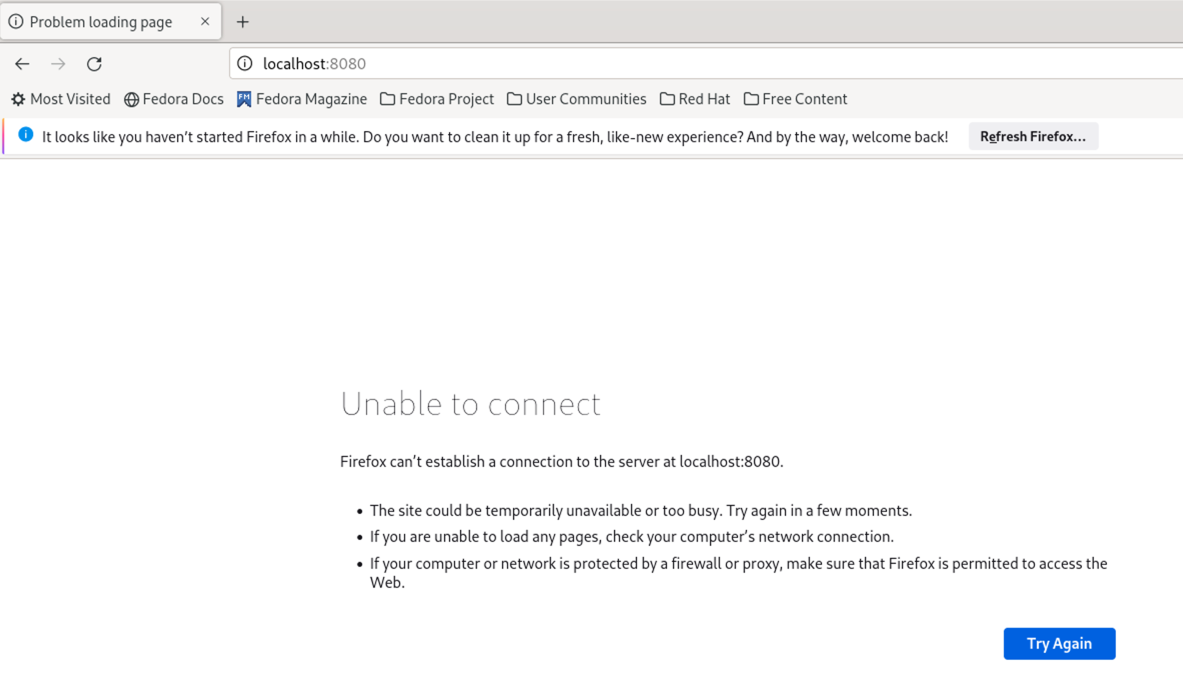 Problem loading page
localhost:8080
Most Visited Fedora Docs FM Fedora Magazine Fedora Project User Communities Red Hat Free Content
It looks like you haven’t started Firefox in a while. Do you want to clean it up for a fresh, like-new experience? And by the way, welcome back! Refresh Firefox...
Unable to connect
Firefox can’t establish a connection to the server at localhost:8080.
• The site could be temporarily unavailable or too busy. Try again in a few moments.
• If you are unable to load any pages, check your computer’s network connection.
• If your computer or network is protected by a firewall or proxy, make sure that Firefox is permitted to access the
Web.
Try Again